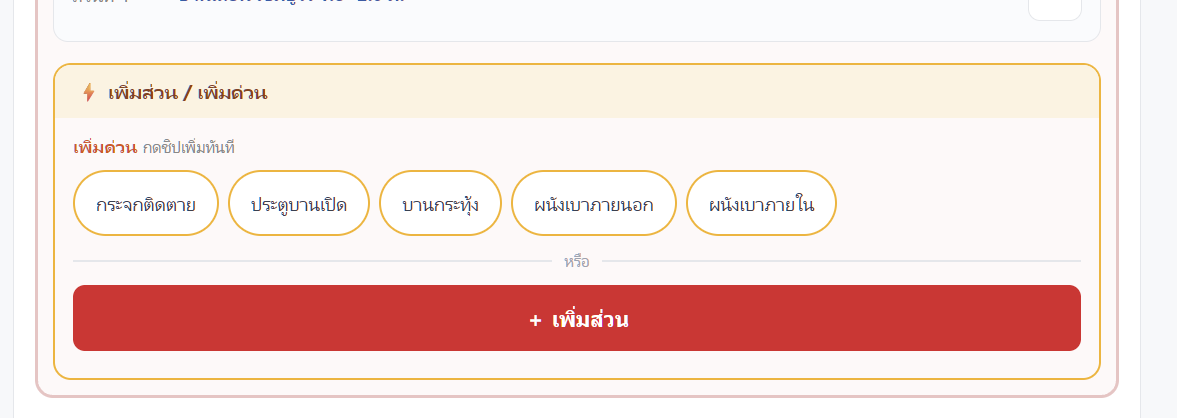 เพิ่มส่วน / เพิ่มด่วน
เพิ่มด่วน กดชิปเพิ่มทันที
กระจกติดตาย ประตูบานเปิด บานกระทุ้ง ผนังเบาภายนอก ผนังเบาภายใน
หรือ
+ เพิ่มส่วน